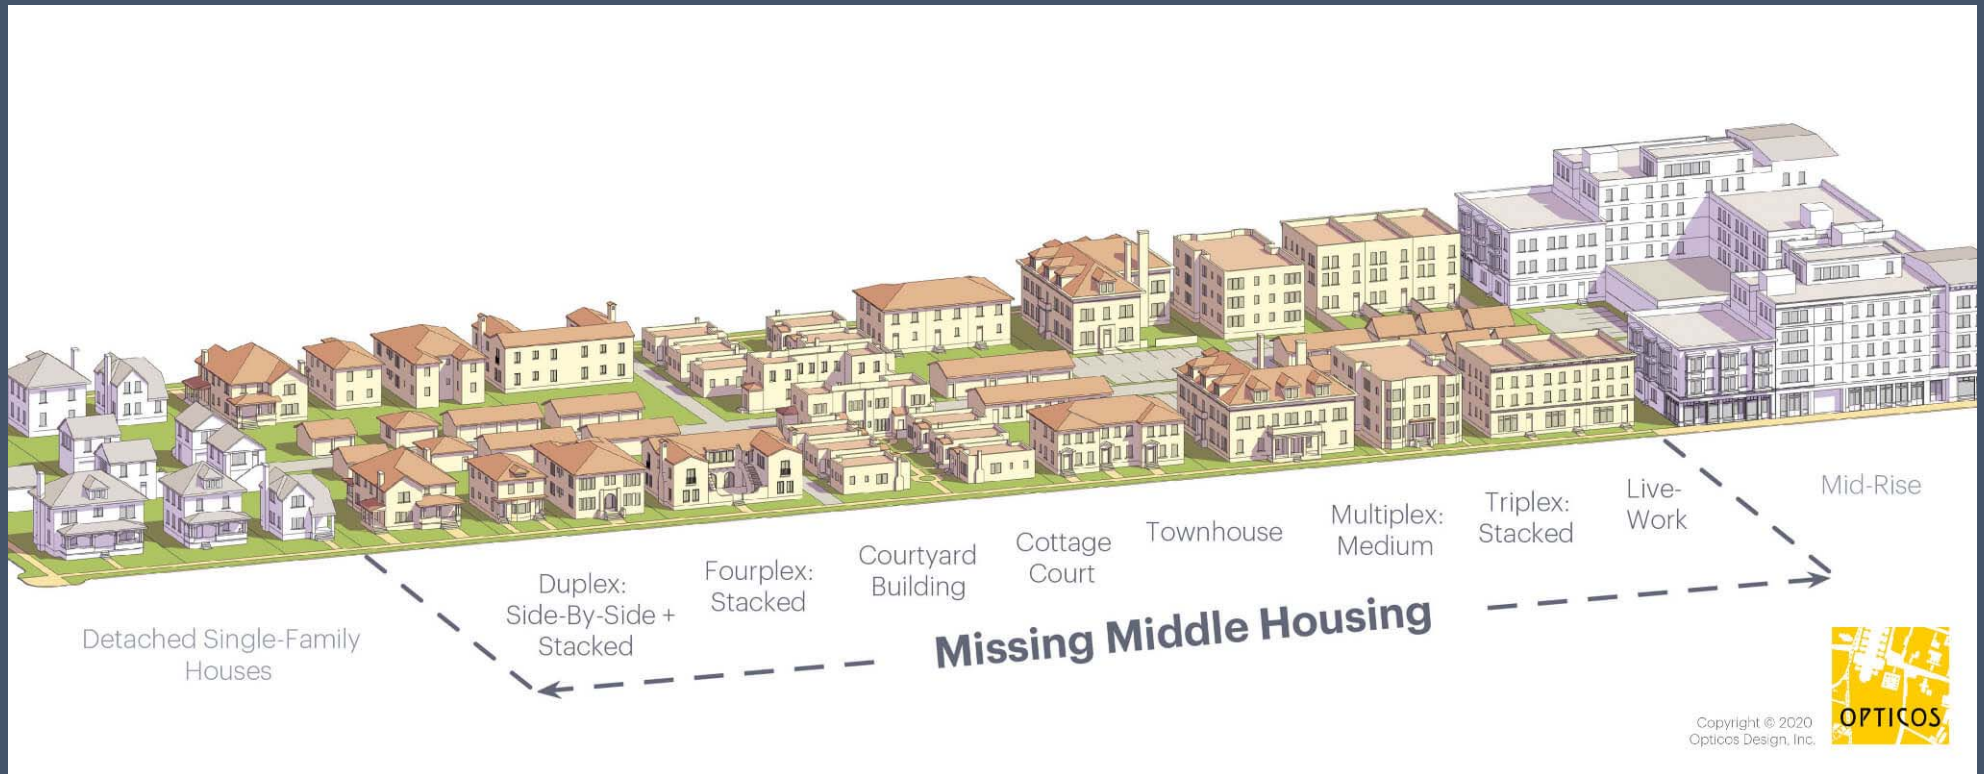 Detached Single-Family
Houses
Duplex:
Side-By-Side +
Stacked
Fourplex:
Stacked
Courtyard
Building
Cottage
Court
Townhouse
Multiplex:
Medium
Triplex:
Stacked
Live-
Work
Mid-Rise
Missing Middle Housing
Copyright © 2020
Opticos Design, Inc.
OPTICOS